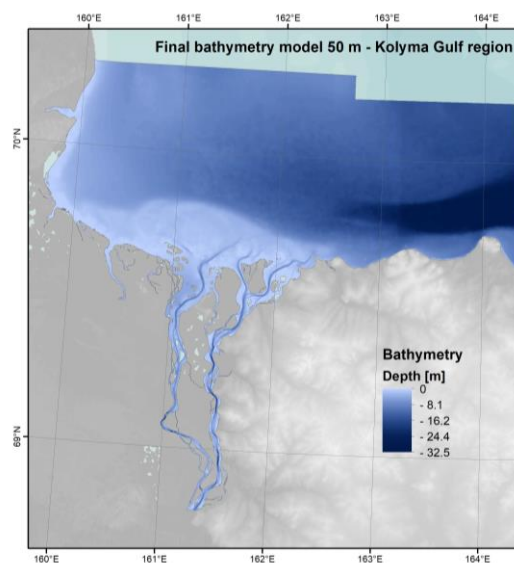 160°E 161°E 162°E 163°E 164°E
Final bathymetry model 50 m - Kolyma Gulf region
70°N
69°N
Bathymetry
Depth [m]
0
- 8.1
- 16.2
- 24.4
- 32.5
160°E 161°E 162°E 163°E 164°E